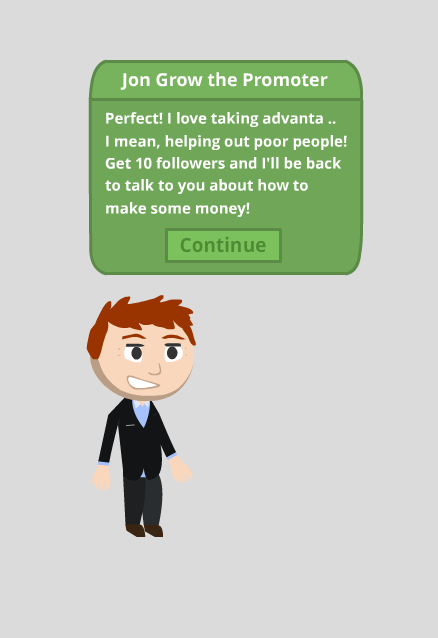 Jon Grow the Promoter
Perfect! I love taking advanta ..
I mean, helping out poor people!
Get 10 followers and I'll be back
to talk to you about how to
make some money!
Continue